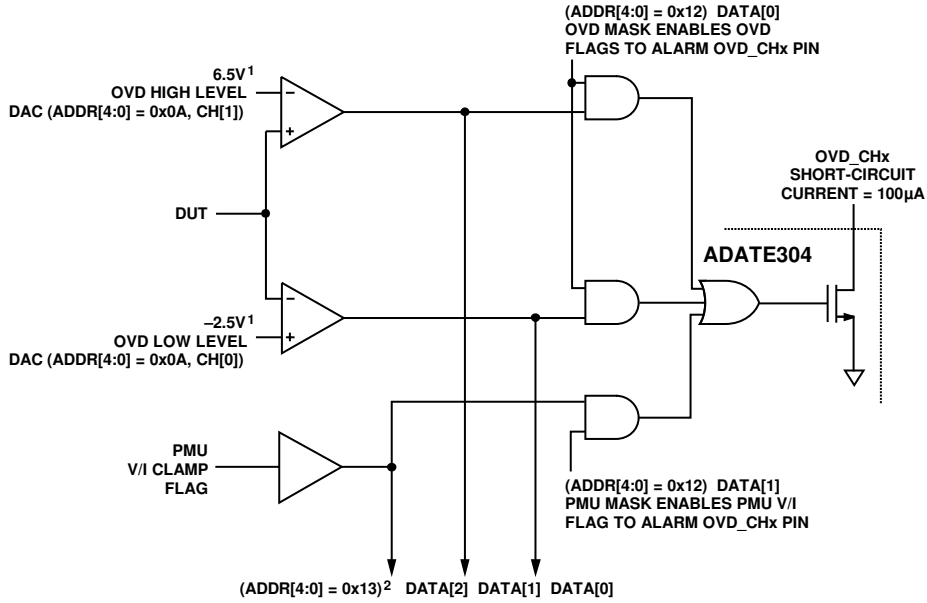 (ADDR[4:0] = 0x12) DATA[0]
OVD MASK ENABLES OVD
FLAGS TO ALARM OVD_CHx PIN
6.5V1
OVD HIGH LEVEL
DAC (ADDR[4:0] = 0x0A, CH[1])
–
+
OVD_CHx
SHORT-CIRCUIT
CURRENT = 100µA
DUT
ADATE304
–
–2.5V1
+
OVD LOW LEVEL
DAC (ADDR[4:0] = 0x0A, CH[0])
PMU
V/I CLAMP
FLAG
(ADDR[4:0] = 0x12) DATA[1]
PMU MASK ENABLES PMU V/I
FLAG TO ALARM OVD_CHx PIN
(ADDR[4:0] = 0x13)2 DATA[2] DATA[1] DATA[0]